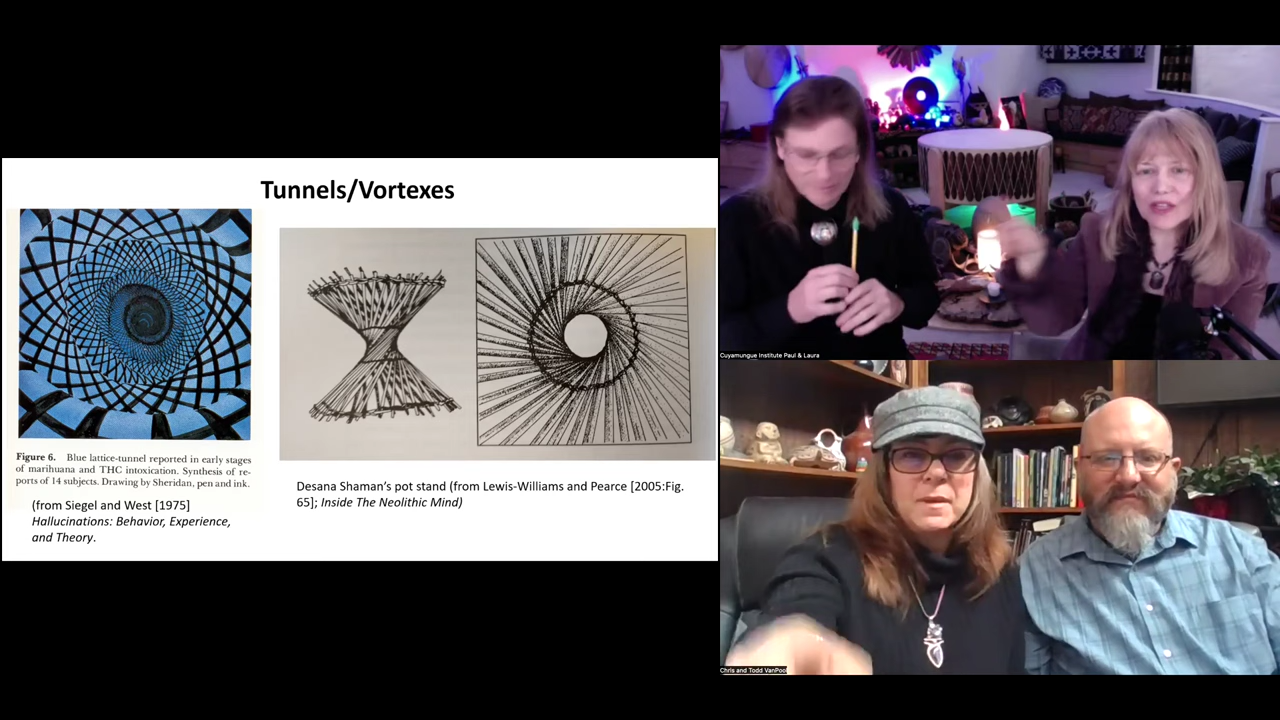 Tunnels/Vortexes
Figure 6. Blue lattice-tunnel reported in early stages
of marihuana and THC intoxication. Synthesis of re-
ports of 14 subjects. Drawing by Sheridan, pen and ink.
(from Siegel and West [1975]
Hallucinations: Behavior, Experience,
and Theory.
Desana Shaman’s pot stand (from Lewis-Williams and Pearce [2005:Fig.
65]; Inside The Neolithic Mind)
Cuyamungue Institute Paul & Laura
Chris and Todd VanPool